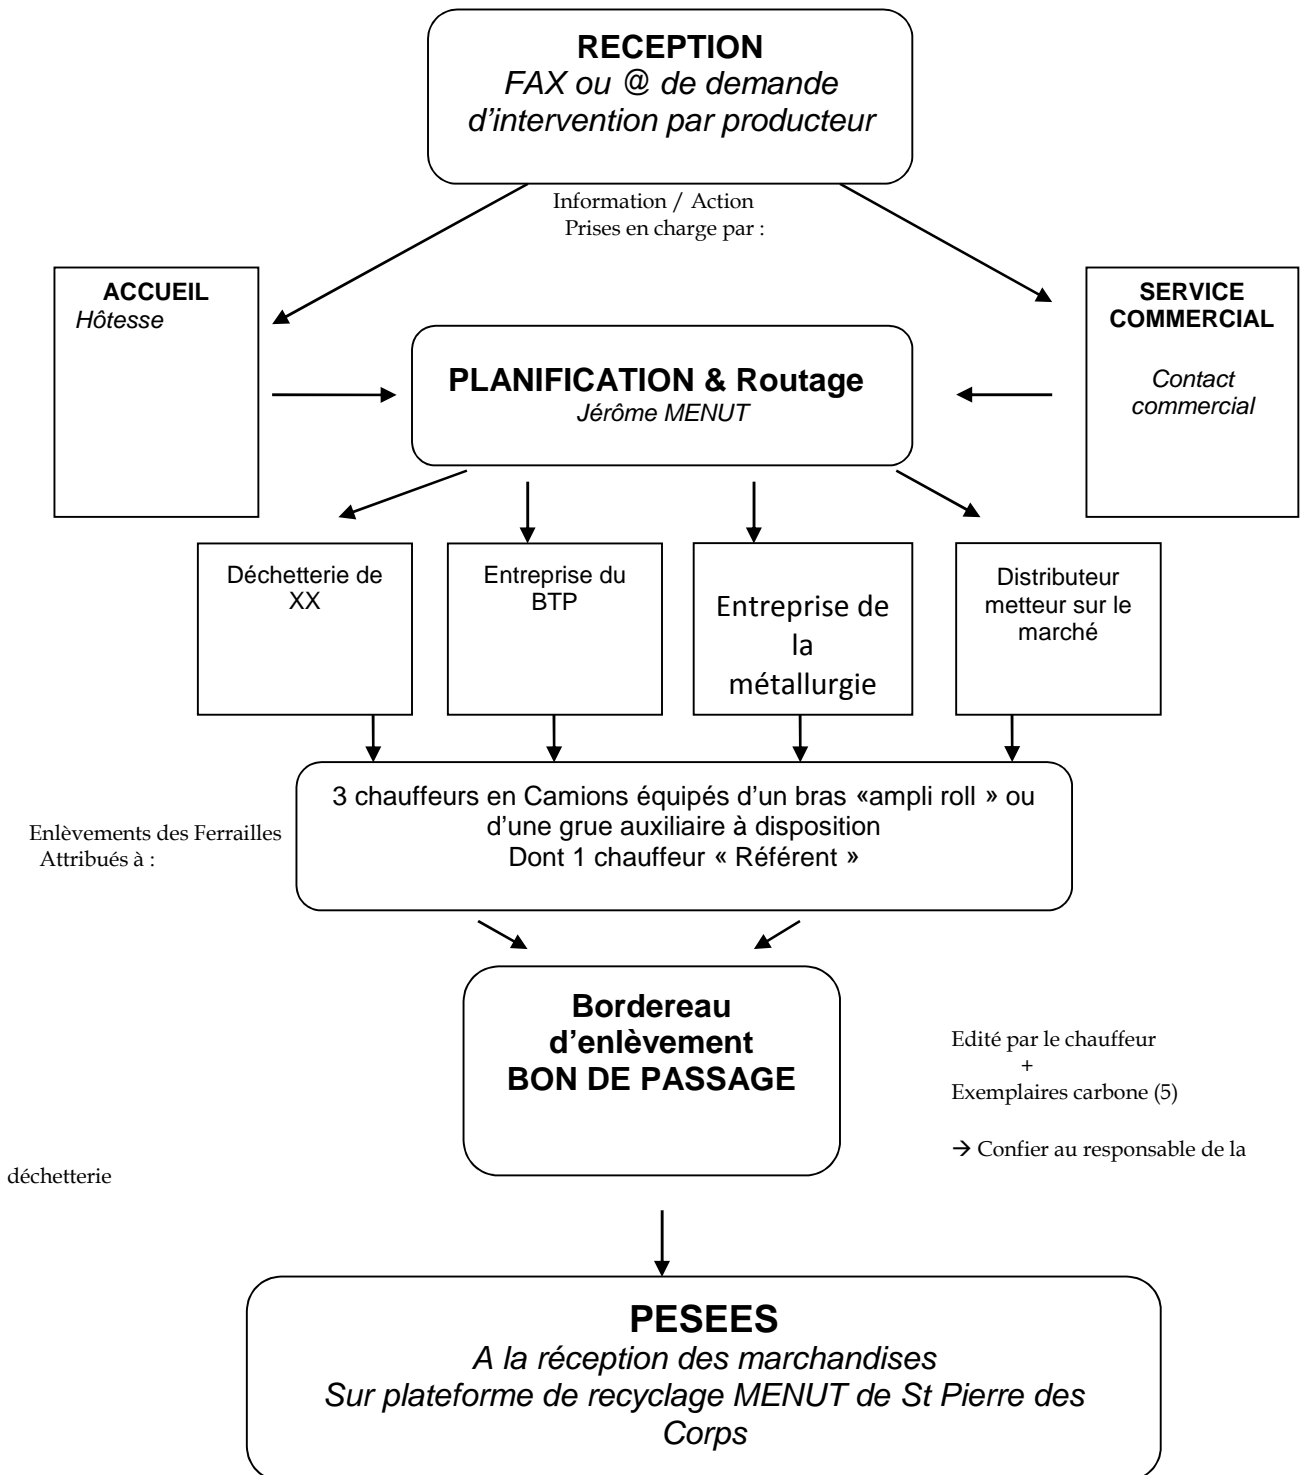 RECEPTION
FAX ou @ de demande
d’intervention par producteur
Information / Action
Prises en charge par :
ACCUEIL
Hôtesse
SERVICE
COMMERCIAL
Contact
commercial
PLANIFICATION & Routage
Jérôme MENUT
Déchetterie de
XX
Entreprise du
BTP
Entreprise de
la
métallurgie
Distributeur
metteur sur le
marché
3 chauffeurs en Camions équipés d’un bras «ampli roll » ou
d’une grue auxiliaire à disposition
Dont 1 chauffeur « Référent »
Enlèvements des Ferrailles
Attribués à :
Bordereau
d’enlèvement
BON DE PASSAGE
Edité par le chauffeur
+
Exemplaires carbone (5)
→ Confier au responsable de la
déchetterie
PESEES
A la réception des marchandises
Sur plateforme de recyclage MENUT de St Pierre des
Corps